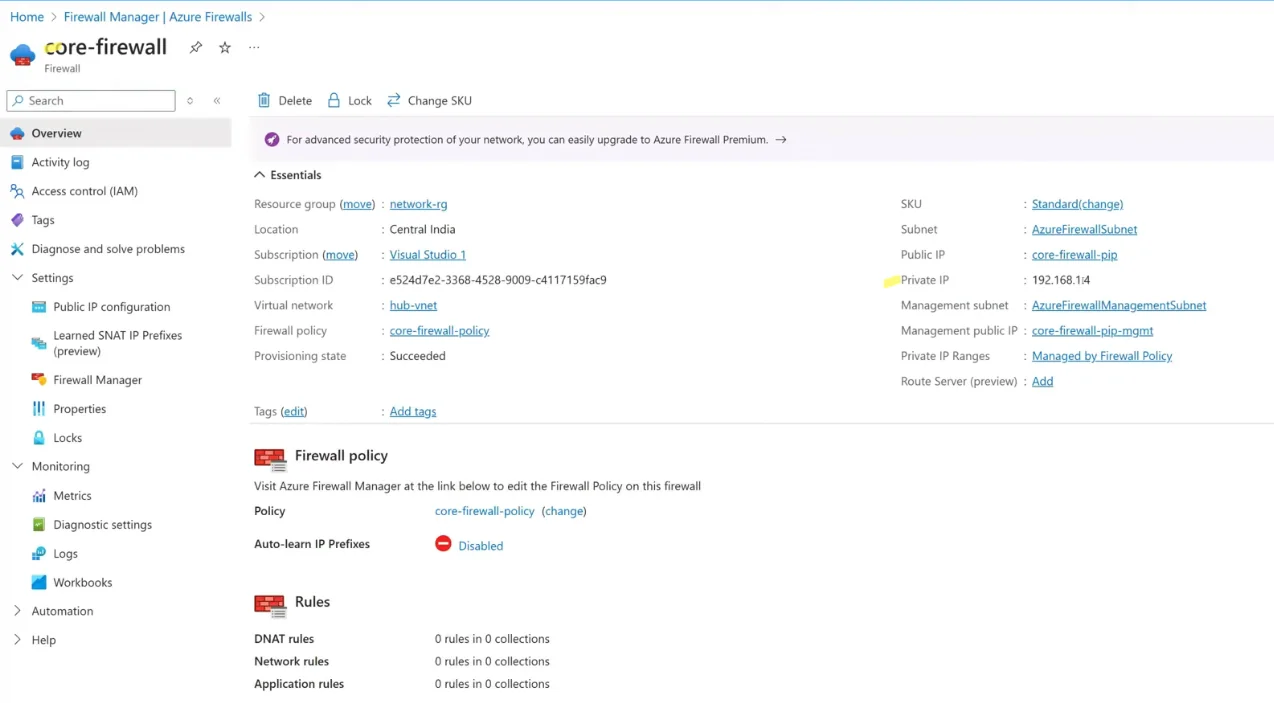 Home > Firewall Manager | Azure Firewalls >
core-firewall
Firewall
Search
Overview
Activity log
Access control (IAM)
Tags
Diagnose and solve problems
Settings
Public IP configuration
Learned SNAT IP Prefixes
(preview)
Firewall Manager
Properties
Locks
Monitoring
Metrics
Diagnostic settings
Logs
Workbooks
Automation
Help
Delete Lock Change SKU
For advanced security protection of your network, you can easily upgrade to Azure Firewall Premium. →
Essentials
Resource group (move) : network-rg
Location : Central India
Subscription (move) : Visual Studio 1
Subscription ID : e524d7e2-3368-4528-9009-c4117159fac9
Virtual network : hub-vnet
Firewall policy : core-firewall-policy
Provisioning state : Succeeded
SKU : Standard(change)
Subnet : AzureFirewallSubnet
Public IP : core-firewall-pip
Private IP : 192.168.1.4
Management subnet : AzureFirewallManagementSubnet
Management public IP : core-firewall-pip-mgmt
Private IP Ranges : Managed by Firewall Policy
Route Server (preview) : Add
Tags (edit) : Add tags
Firewall policy
Visit Azure Firewall Manager at the link below to edit the Firewall Policy on this firewall
Policy core-firewall-policy (change)
Auto-learn IP Prefixes Disabled
Rules
DNAT rules 0 rules in 0 collections
Network rules 0 rules in 0 collections
Application rules 0 rules in 0 collections